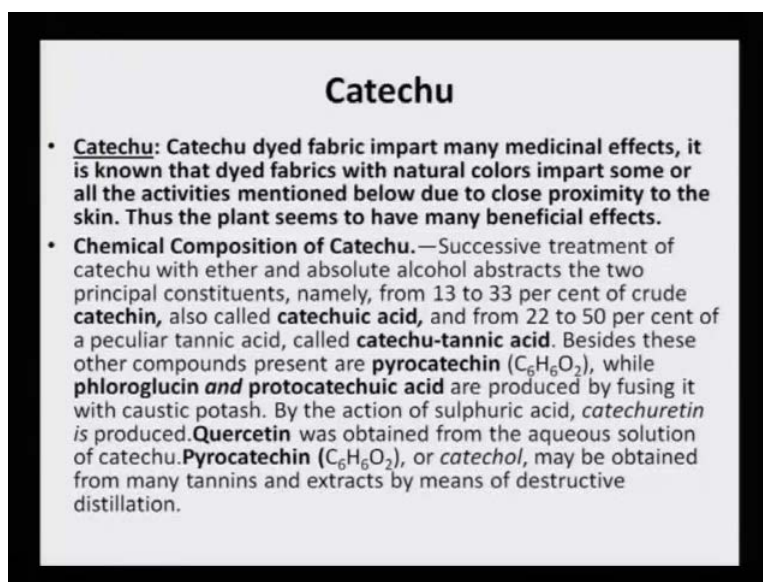 Catechu
• Catechu: Catechu dyed fabric impart many medicinal effects, it
is known that dyed fabrics with natural colors impart some or
all the activities mentioned below due to close proximity to the
skin. Thus the plant seems to have many beneficial effects.
• Chemical Composition of Catechu.—Successive treatment of
catechu with ether and absolute alcohol abstracts the two
principal constituents, namely, from 13 to 33 per cent of crude
catechin, also called catechuic acid, and from 22 to 50 per cent of
a peculiar tannic acid, called catechu-tannic acid. Besides these
other compounds present are pyrocatechin (C₆H₆O₂), while
phloroglucin and protocatechuic acid are produced by fusing it
with caustic potash. By the action of sulphuric acid, catechuretin
is produced.Quercetin was obtained from the aqueous solution
of catechu.Pyrocatechin (C₆H₆O₂), or catechol, may be obtained
from many tannins and extracts by means of destructive
distillation.